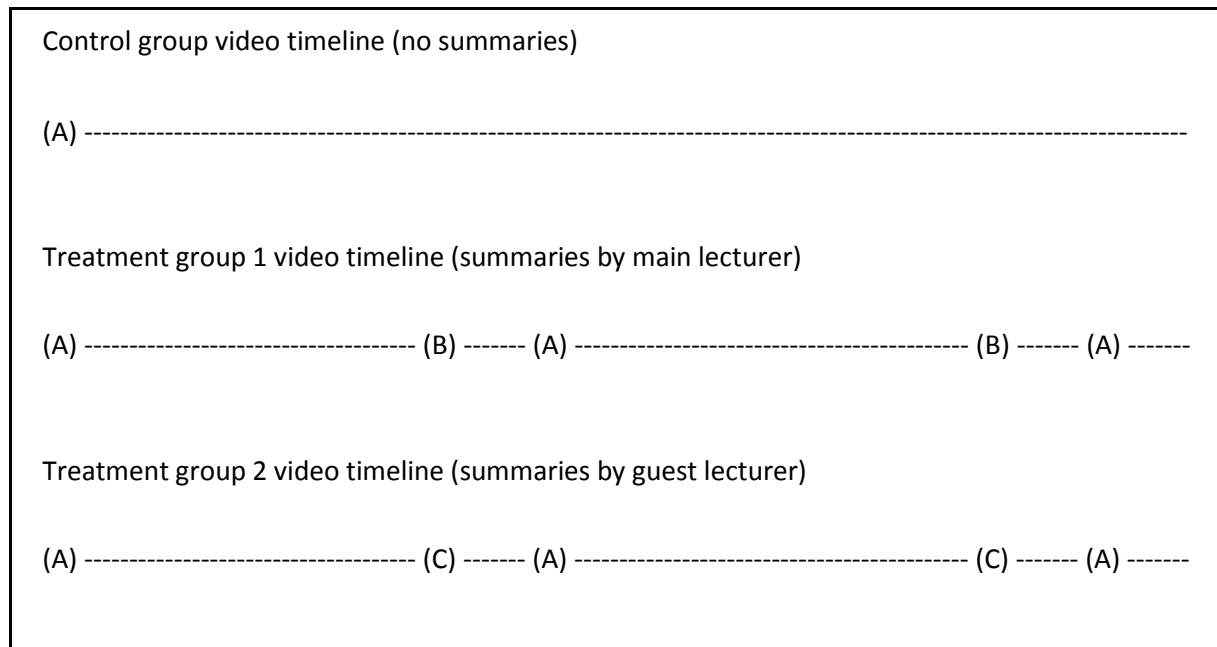 Control group video timeline (no summaries)
(A) ---------------------------------------------------------------------------------------------------------------------------
Treatment group 1 video timeline (summaries by main lecturer)
(A) ------------------------------------- (B) ------- (A) -------------------------------------------- (B) ------- (A) -------
Treatment group 2 video timeline (summaries by guest lecturer)
(A) ------------------------------------- (C) ------- (A) -------------------------------------------- (C) ------- (A) -------